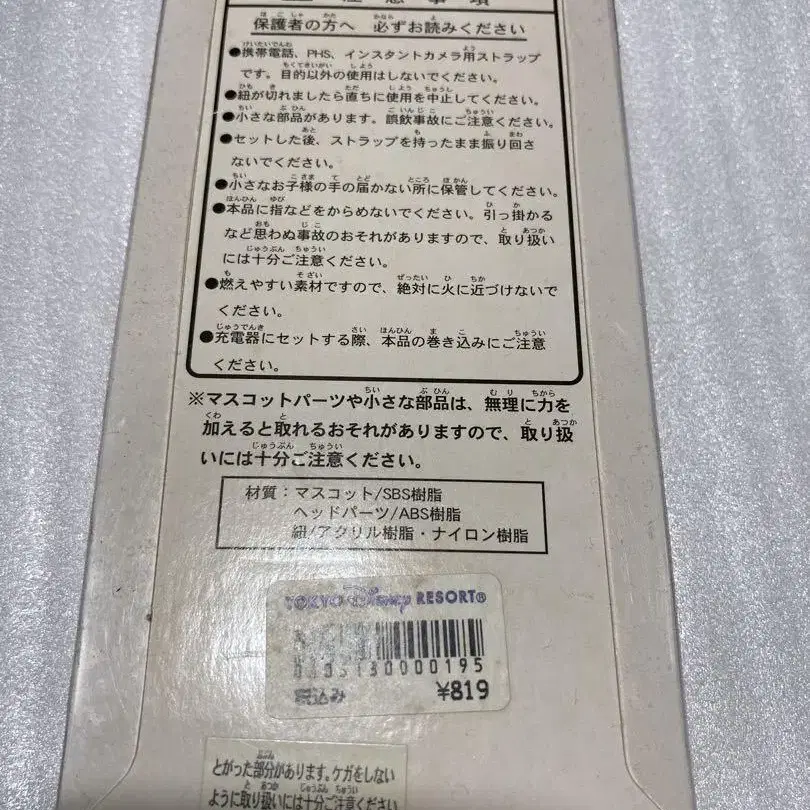 注意事項
保護者の方へ 必ずお読みください
●携帯電話、PHS、インスタントカメラ用ストラップ
です。目的以外の使用はしないでください。
●紐が切れましたら直ちに使用を中止してください。
●小さな部品があります。誤飲事故にご注意ください。
●セットした後、ストラップを持ったまま振り回さ
ないでください。
●小さなお子様の手の届かない所に保管してください。
●本品に指などをからめないでください。引っ掛かる
など思わぬ事故のおそれがありますので、取り扱い
には十分ご注意ください。
●燃えやすい素材ですので、絶対に火に近づけないで
ください。
●充電器にセットする際、本品の巻き込みにご注意
ください。
※マスコットパーツや小さな部品は、無理に力を
加えると取れるおそれがありますので、取り扱
いには十分ご注意ください。
材質:マスコット/SBS樹脂
ヘッドパーツ/ABS樹脂
紐/アクリル樹脂・ナイロン樹脂
TOKYO Disney RESORT®
税込み ¥819
とがった部分があります。ケガをしない
ように取り扱いには十分ご注意ください